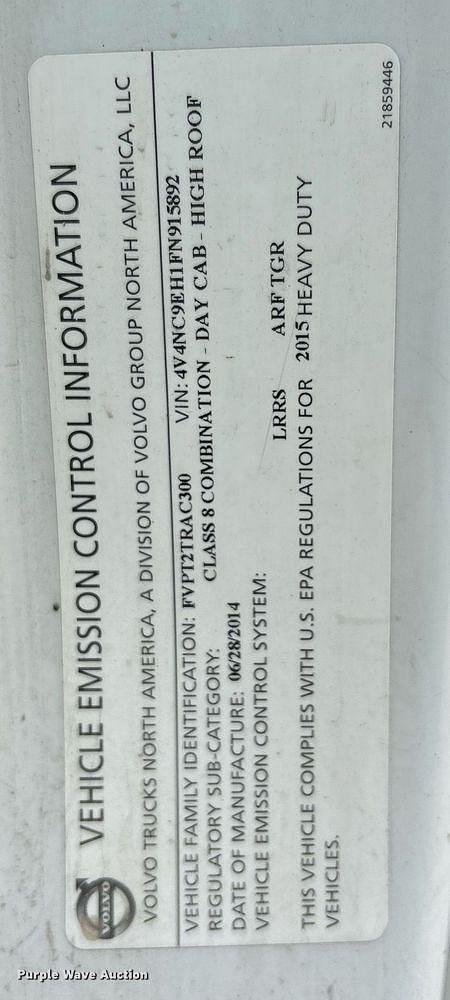 VOLVO
VEHICLE EMISSION CONTROL INFORMATION
VOLVO TRUCKS NORTH AMERICA, A DIVISION OF VOLVO GROUP NORTH AMERICA, LLC
VEHICLE FAMILY IDENTIFICATION: FVPT2TRAC300 VIN: 4V4NC9EH1FN915892
REGULATORY SUB-CATEGORY: CLASS 8 COMBINATION - DAY CAB - HIGH ROOF
DATE OF MANUFACTURE: 06/28/2014
VEHICLE EMISSION CONTROL SYSTEM:
LRRS ARF TGR
THIS VEHICLE COMPLIES WITH U.S. EPA REGULATIONS FOR 2015 HEAVY DUTY
VEHICLES.
21859446
Purple Wave Auction